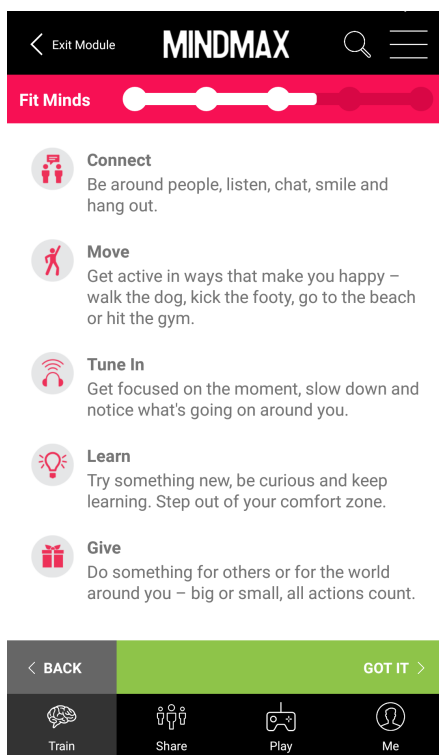 Exit Module
MINDMAX
Fit Minds
Connect
Be around people, listen, chat, smile and
hang out.
Move
Get active in ways that make you happy –
walk the dog, kick the footy, go to the beach
or hit the gym.
Tune In
Get focused on the moment, slow down and
notice what's going on around you.
Learn
Try something new, be curious and keep
learning. Step out of your comfort zone.
Give
Do something for others or for the world
around you – big or small, all actions count.
BACK
GOT IT
Train
Share
Play
Me